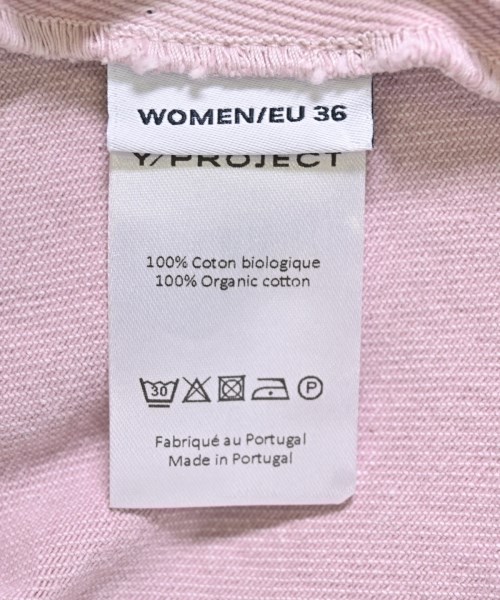 WOMEN/EU 36
Y/PROJECT
100% Coton biologique
100% Organic cotton
30 P
Fabriqué au Portugal
Made in Portugal